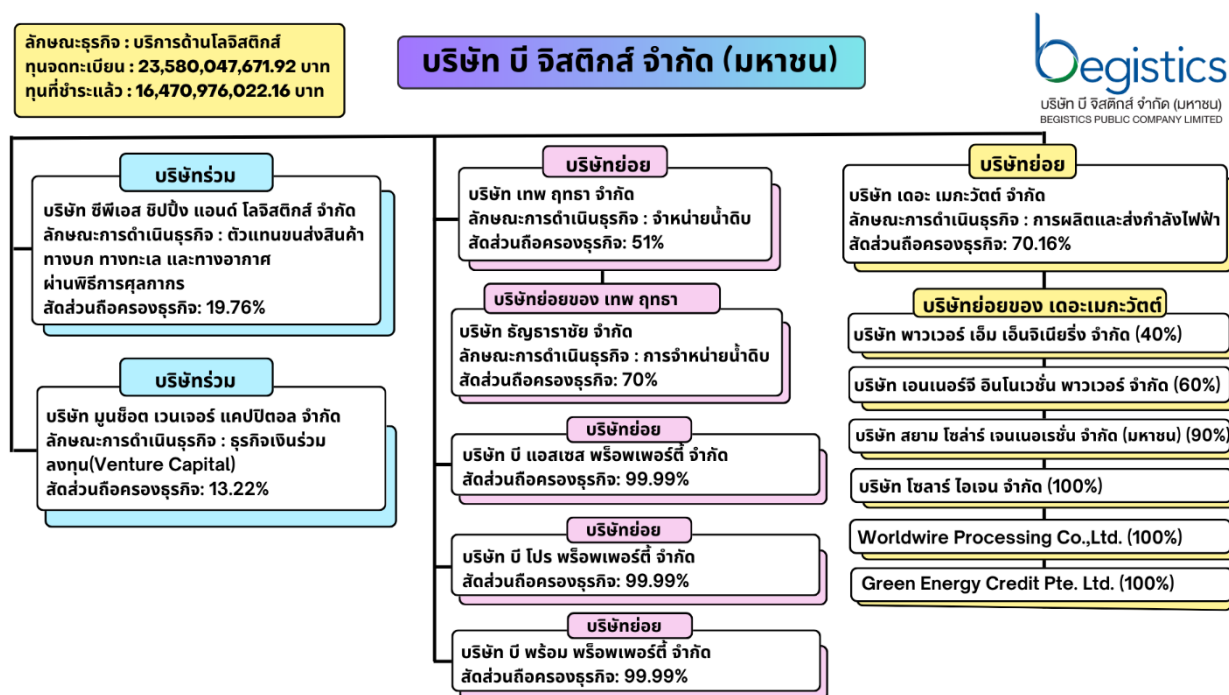 ลักษณะธุรกิจ : บริการด้านโลจิสติกส์
ทุนจดทะเบียน : 23,580,047,671.92 บาท
ทุนที่ชำระแล้ว : 16,470,976,022.16 บาท
บริษัท บี จิสติกส์ จำกัด (มหาชน)
begistics
บริษัท บี จิสติกส์ จำกัด (มหาชน)
BEGISTICS PUBLIC COMPANY LIMITED
บริษัทร่วม
บริษัท ซีพีเอส ชิปปิ้ง แอนด์ โลจิสติกส์ จำกัด
ลักษณะการดำเนินธุรกิจ : ตัวแทนขนส่งสินค้า
ทางบก ทางทะเล และทางอากาศ
ผ่านพิธีการศุลกากร
สัดส่วนถือครองธุรกิจ: 19.76%
บริษัทร่วม
บริษัท มูนช็อต เวนเจอร์ แคปปิตอล จำกัด
ลักษณะการดำเนินธุรกิจ : ธุรกิจเงินร่วม
ลงทุน(Venture Capital)
สัดส่วนถือครองธุรกิจ: 13.22%
บริษัทย่อย
บริษัท เทพ ฤทธา จำกัด
ลักษณะการดำเนินธุรกิจ : จำหน่ายน้ำดิบ
สัดส่วนถือครองธุรกิจ: 51%
บริษัทย่อยของ เทพ ฤทธา
บริษัท ธัญธาราชัย จำกัด
ลักษณะการดำเนินธุรกิจ : การจำหน่ายน้ำดิบ
สัดส่วนถือครองธุรกิจ: 70%
บริษัทย่อย
บริษัท บี แอสเซส พร็อพเพอร์ตี้ จำกัด
สัดส่วนถือครองธุรกิจ: 99.99%
บริษัทย่อย
บริษัท บี โปร พร็อพเพอร์ตี้ จำกัด
สัดส่วนถือครองธุรกิจ: 99.99%
บริษัทย่อย
บริษัท บี พร้อม พร็อพเพอร์ตี้ จำกัด
สัดส่วนถือครองธุรกิจ: 99.99%
บริษัทย่อย
บริษัท เดอะ เมกะวัตต์ จำกัด
ลักษณะการดำเนินธุรกิจ : การผลิตและส่งกำลังไฟฟ้า
สัดส่วนถือครองธุรกิจ: 70.16%
บริษัทย่อยของ เดอะเมกะวัตต์
บริษัท พาวเวอร์ เอ็ม เอ็นจิเนียริ่ง จำกัด (40%)
บริษัท เอนเนอร์จี อินโนเวชั่น พาวเวอร์ จำกัด (60%)
บริษัท สยาม โซล่าร์ เจนเนอเรชั่น จำกัด (มหาชน) (90%)
บริษัท โซลาร์ ไอเจน จำกัด (100%)
Worldwire Processing Co.,Ltd. (100%)
Green Energy Credit Pte. Ltd. (100%)